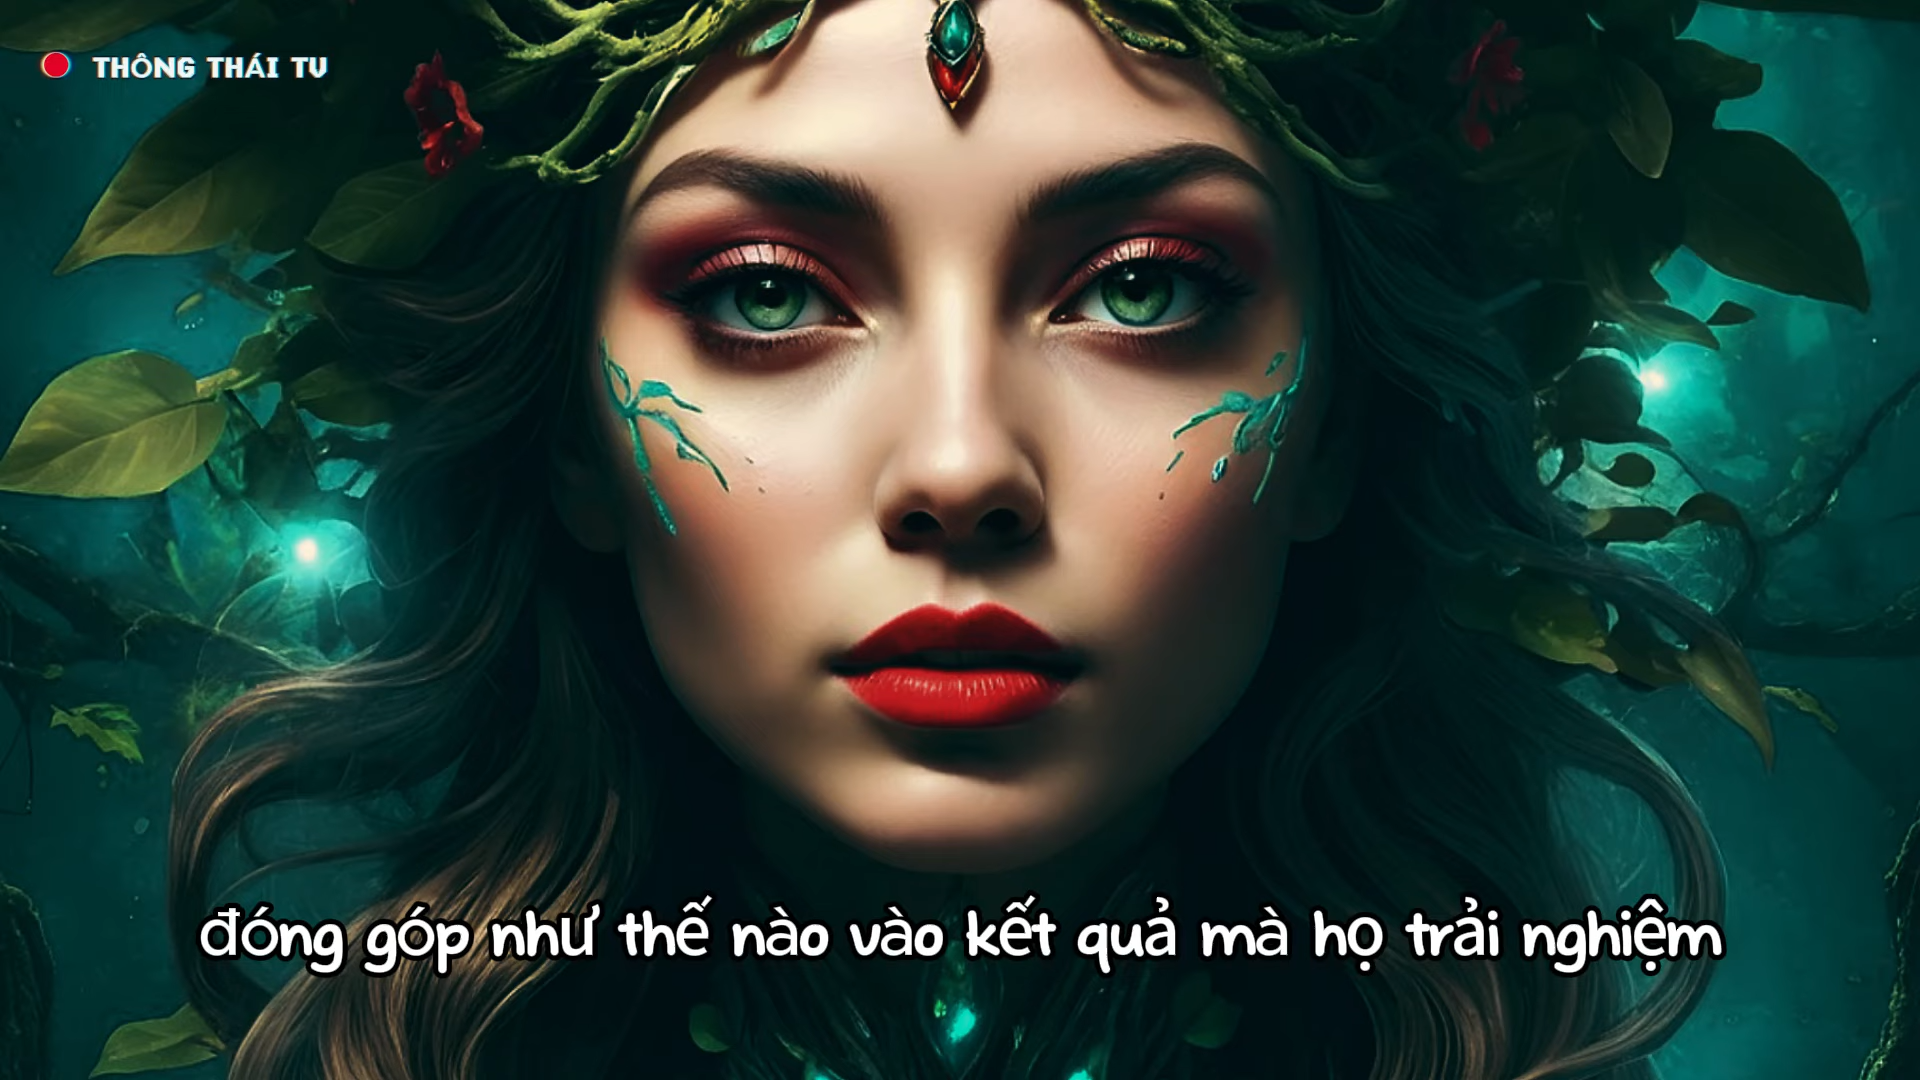 THÔNG THÁI TV
đóng góp như thế nào vào kết quả mà họ trải nghiệm